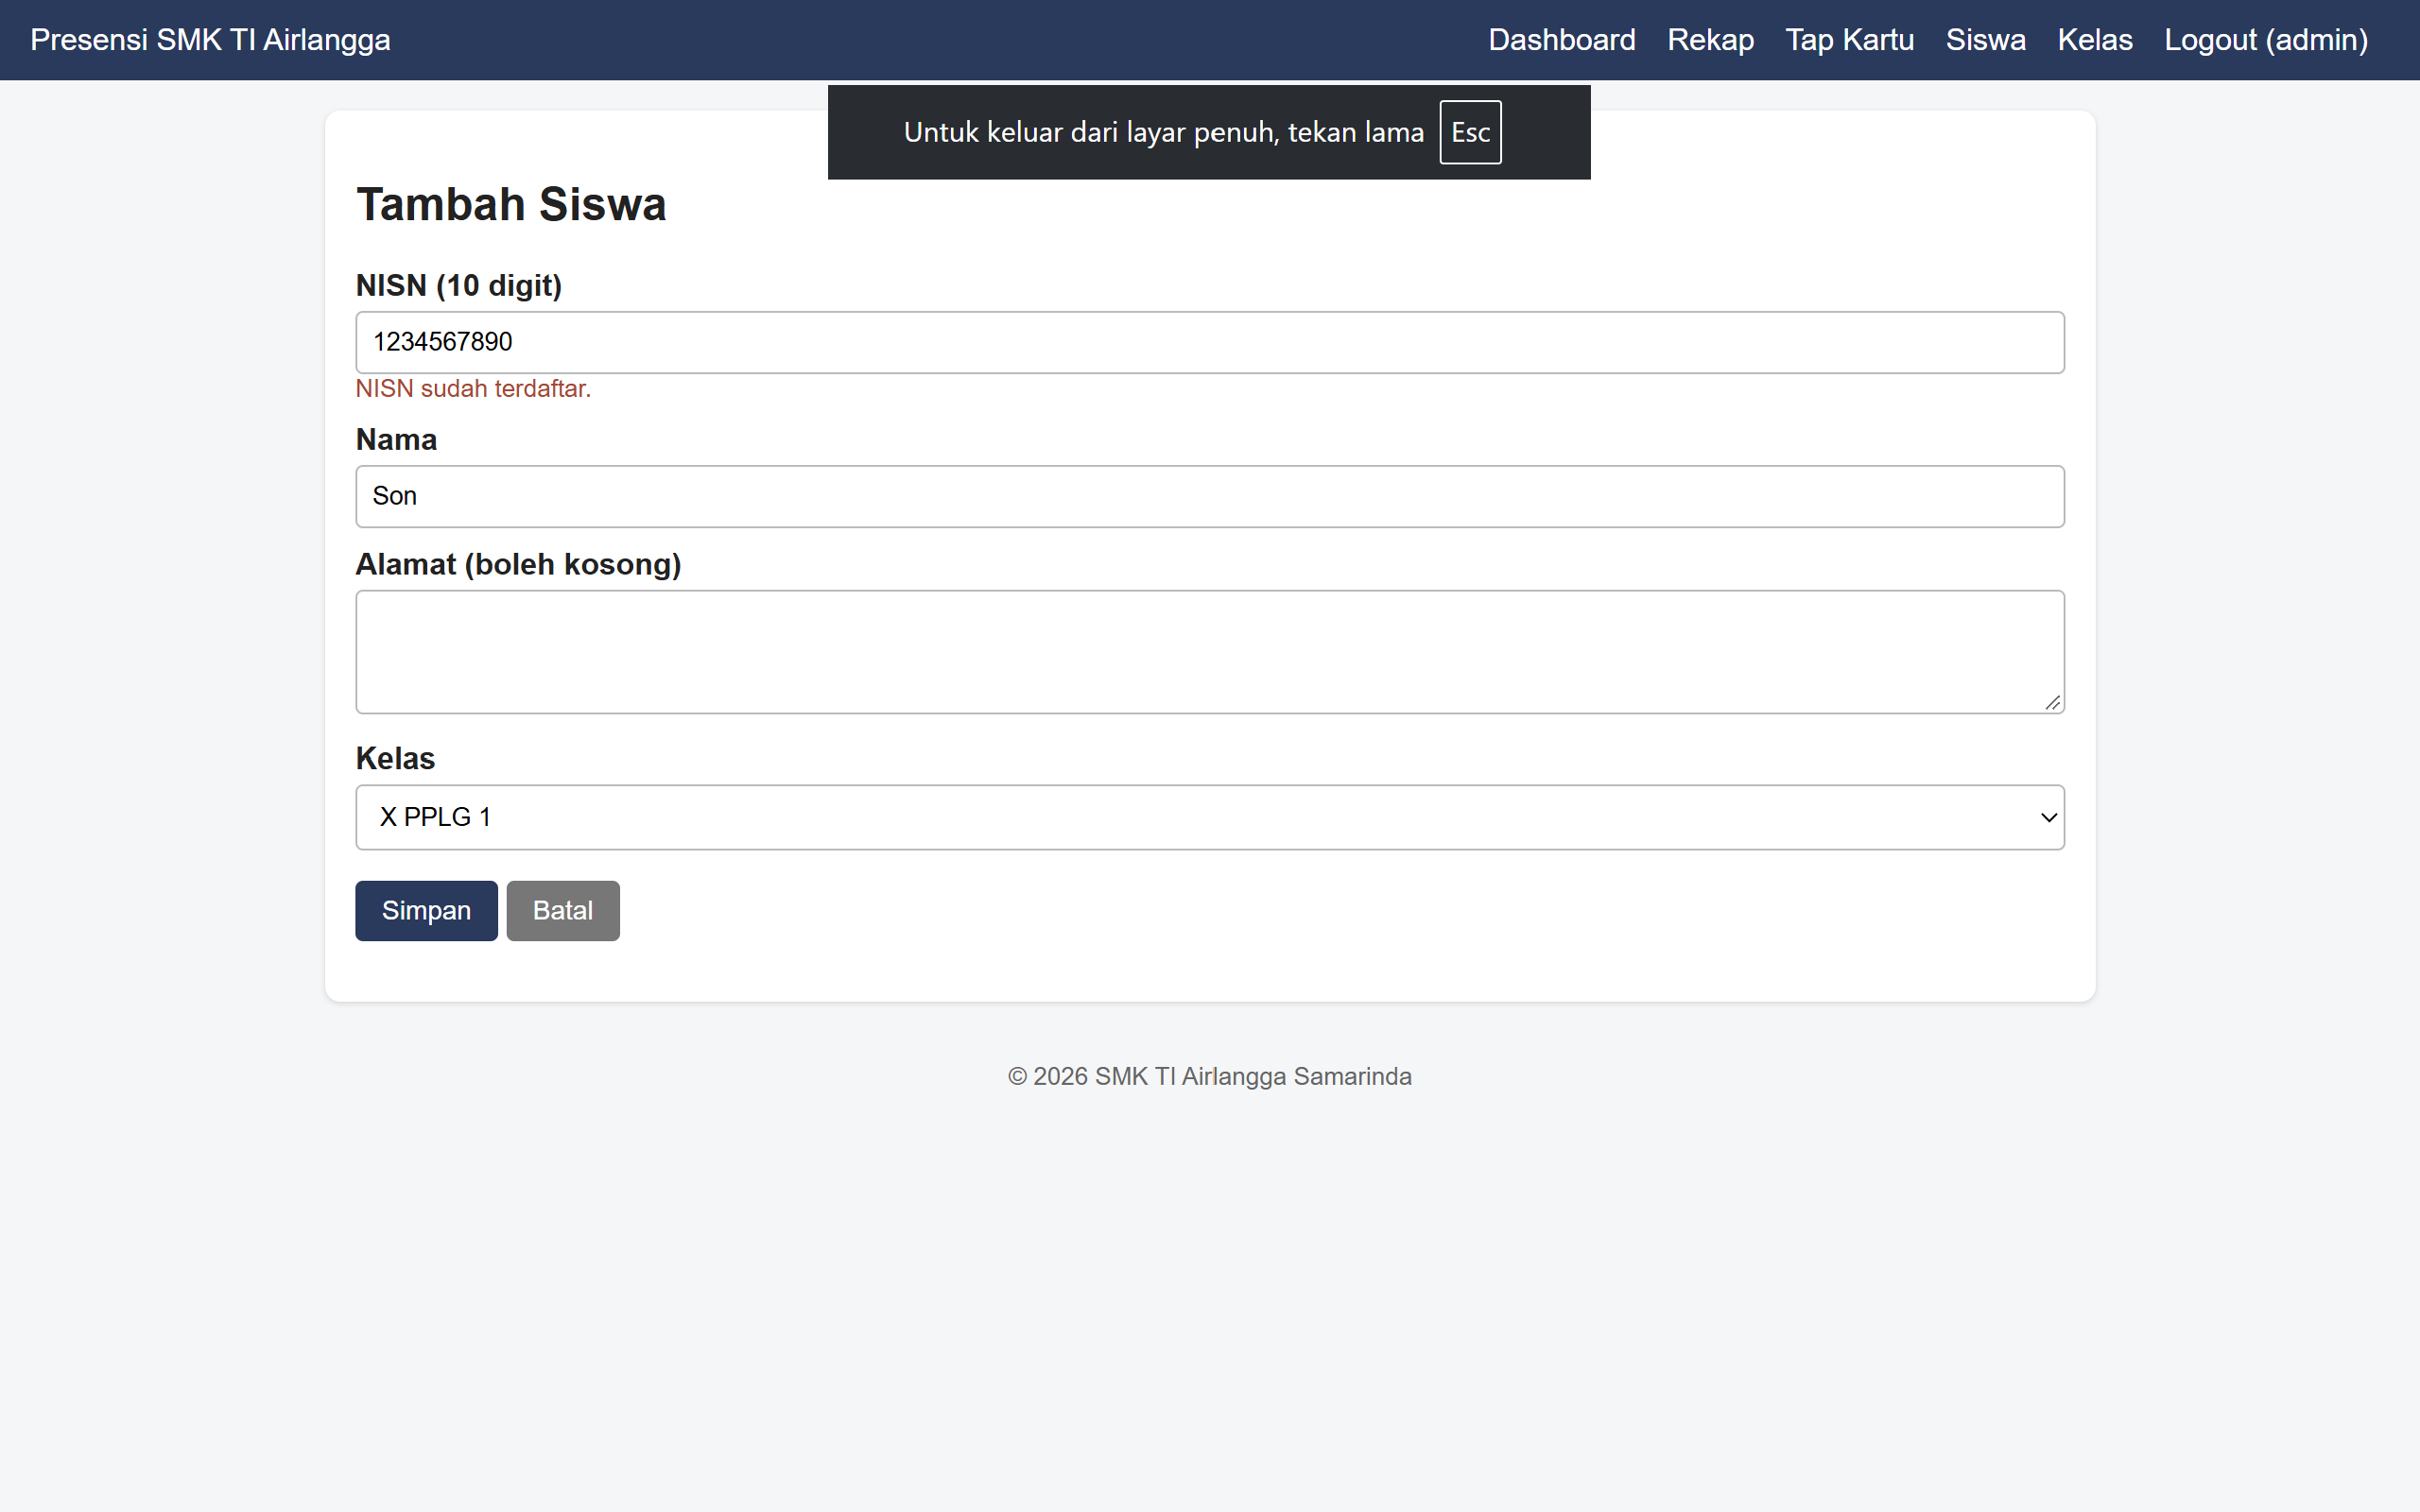 Presensi SMK TI Airlangga
Dashboard Rekap Tap Kartu Siswa Kelas Logout (admin)
Untuk keluar dari layar penuh, tekan lama Esc
Tambah Siswa
NISN (10 digit)
1234567890
NISN sudah terdaftar.
Nama
Son
Alamat (boleh kosong)
Kelas
X PPLG 1
Simpan Batal
© 2026 SMK TI Airlangga Samarinda